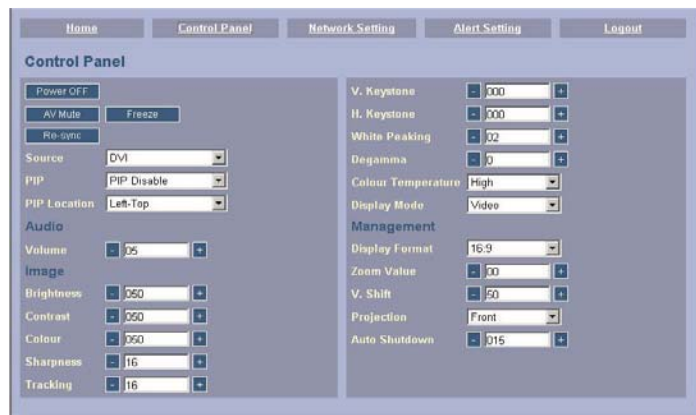 Home Control Panel Network Setting Alert Setting Logout
Control Panel
Power OFF
AV Mute Freeze
Re-sync
Source DVI
PIP PIP Disable
PIP Location Left-Top
Audio
Volume - 05 +
Image
Brightness - 050 +
Contrast - 050 +
Colour - 050 +
Sharpness - 16 +
Tracking - 16 +
V. Keystone - 000 +
H. Keystone - 000 +
White Peaking - 02 +
Degamma - 0 +
Colour Temperature High
Display Mode Video
Management
Display Format 16:9
Zoom Value - 00 +
V. Shift - 50 +
Projection Front
Auto Shutdown - 015 +